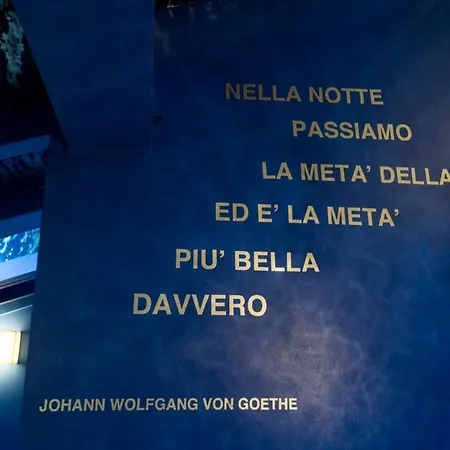 NELLA NOTTE
PASSIAMO
LA META' DELLA
ED E' LA META'
PIU' BELLA
DAVVERO
JOHANN WOLFGANG VON GOETHE